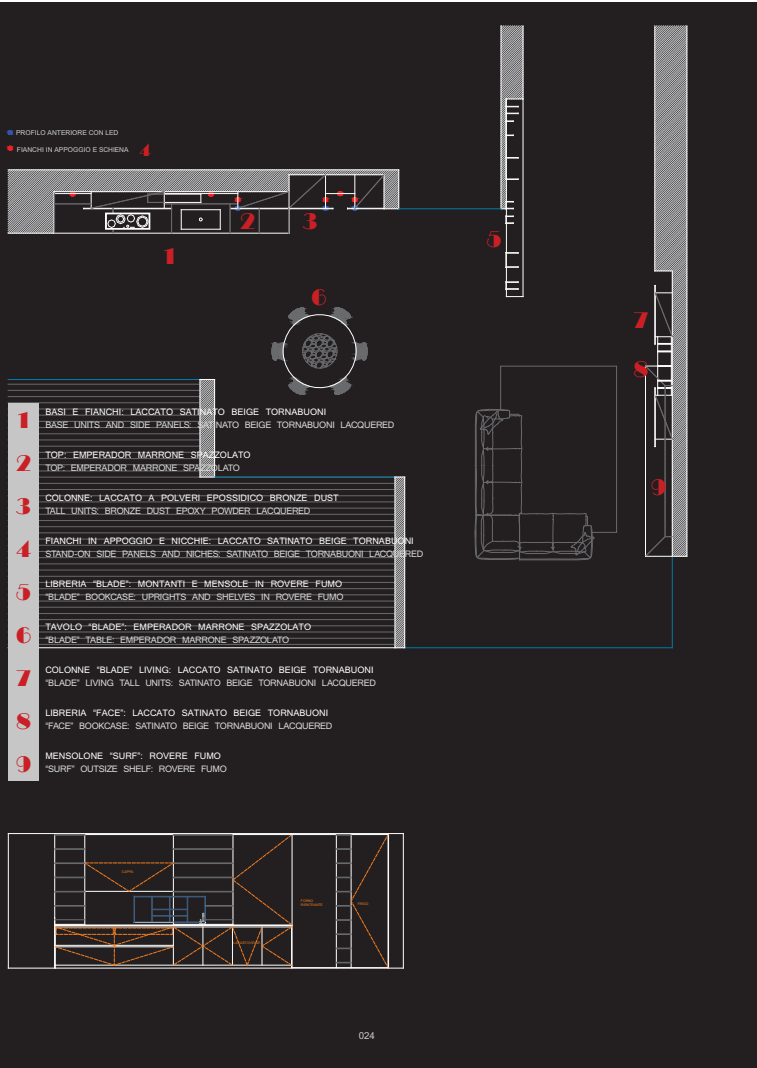 PROFILO ANTERIORE CON LED
FIANCHI IN APPOGGIO E SCHIENA 4
1
2
3
5
6
7
8
9
1 BASI E FIANCHI: LACCATO SATINATO BEIGE TORNABUONI
BASE UNITS AND SIDE PANELS: SATINATO BEIGE TORNABUONI LACQUERED
2 TOP: EMPERADOR MARRONE SPAZZOLATO
TOP: EMPERADOR MARRONE SPAZZOLATO
3 COLONNE: LACCATO A POLVERI EPOSSIDICO BRONZE DUST
TALL UNITS: BRONZE DUST EPOXY POWDER LACQUERED
4 FIANCHI IN APPOGGIO E NICCHIE: LACCATO SATINATO BEIGE TORNABUONI
STAND-ON SIDE PANELS AND NICHES: SATINATO BEIGE TORNABUONI LACQUERED
5 LIBRERIA "BLADE": MONTANTI E MENSOLE IN ROVERE FUMO
"BLADE" BOOKCASE: UPRIGHTS AND SHELVES IN ROVERE FUMO
6 TAVOLO "BLADE": EMPERADOR MARRONE SPAZZOLATO
"BLADE" TABLE: EMPERADOR MARRONE SPAZZOLATO
7 COLONNE "BLADE" LIVING: LACCATO SATINATO BEIGE TORNABUONI
"BLADE" LIVING TALL UNITS: SATINATO BEIGE TORNABUONI LACQUERED
8 LIBRERIA "FACE": LACCATO SATINATO BEIGE TORNABUONI
"FACE" BOOKCASE: SATINATO BEIGE TORNABUONI LACQUERED
9 MENSOLONE "SURF": ROVERE FUMO
"SURF" OUTSIZE SHELF: ROVERE FUMO
CAPPA
FORNO
FRIGO
024